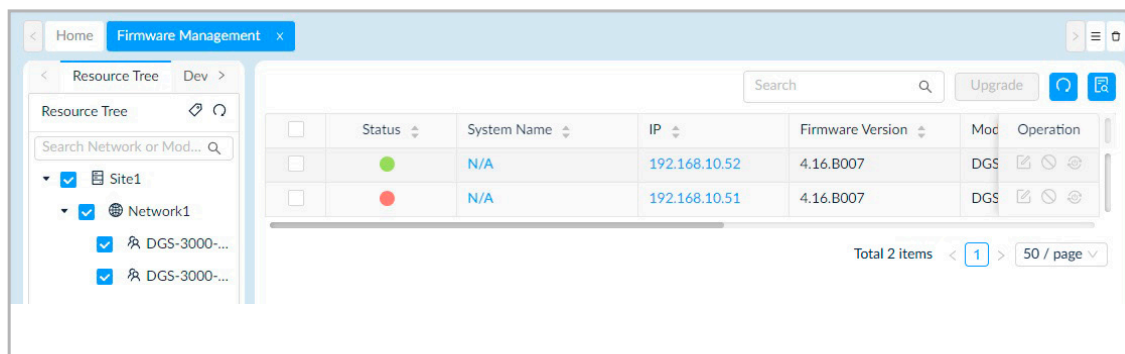 Home Firmware Management x
Resource Tree Dev
Search Upgrade
Resource Tree
Status System Name IP Firmware Version Mod Operation
Search Network or Mod...
N/A 192.168.10.52 4.16.B007 DGS
Site1
N/A 192.168.10.51 4.16.B007 DGS
Network1
DGS-3000-...
Total 2 items < 1 > 50 / page
DGS-3000-...